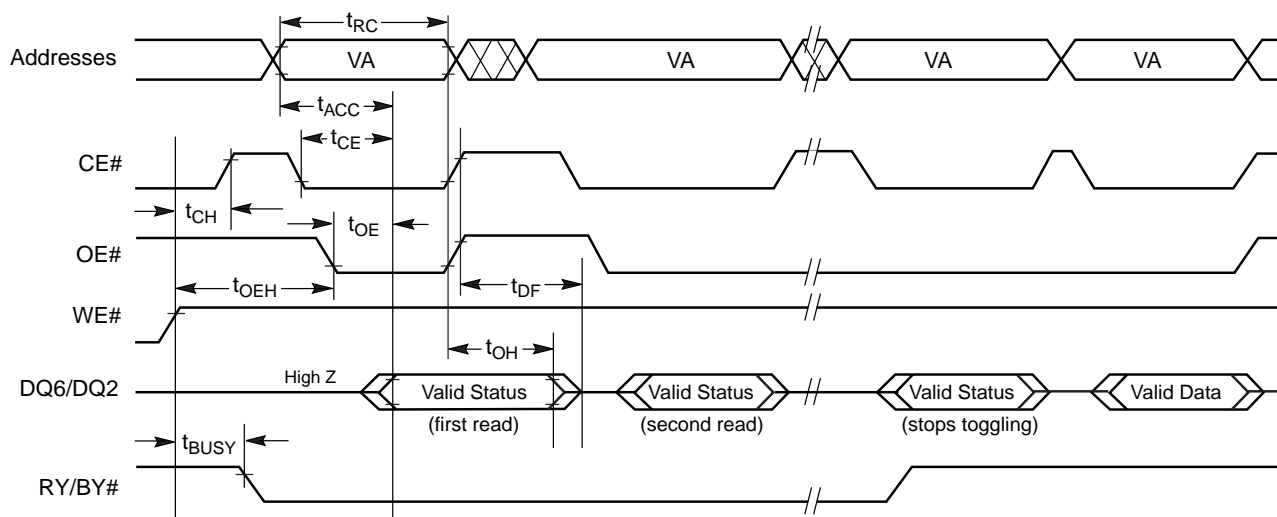 tRC
Addresses VA VA VA VA
tACC
tCE
CE#
tCH tOE
OE#
tOEH tDF
WE#
tOH
DQ6/DQ2 High Z Valid Status Valid Status Valid Status Valid Data
(first read) (second read) (stops toggling)
tBUSY
RY/BY#